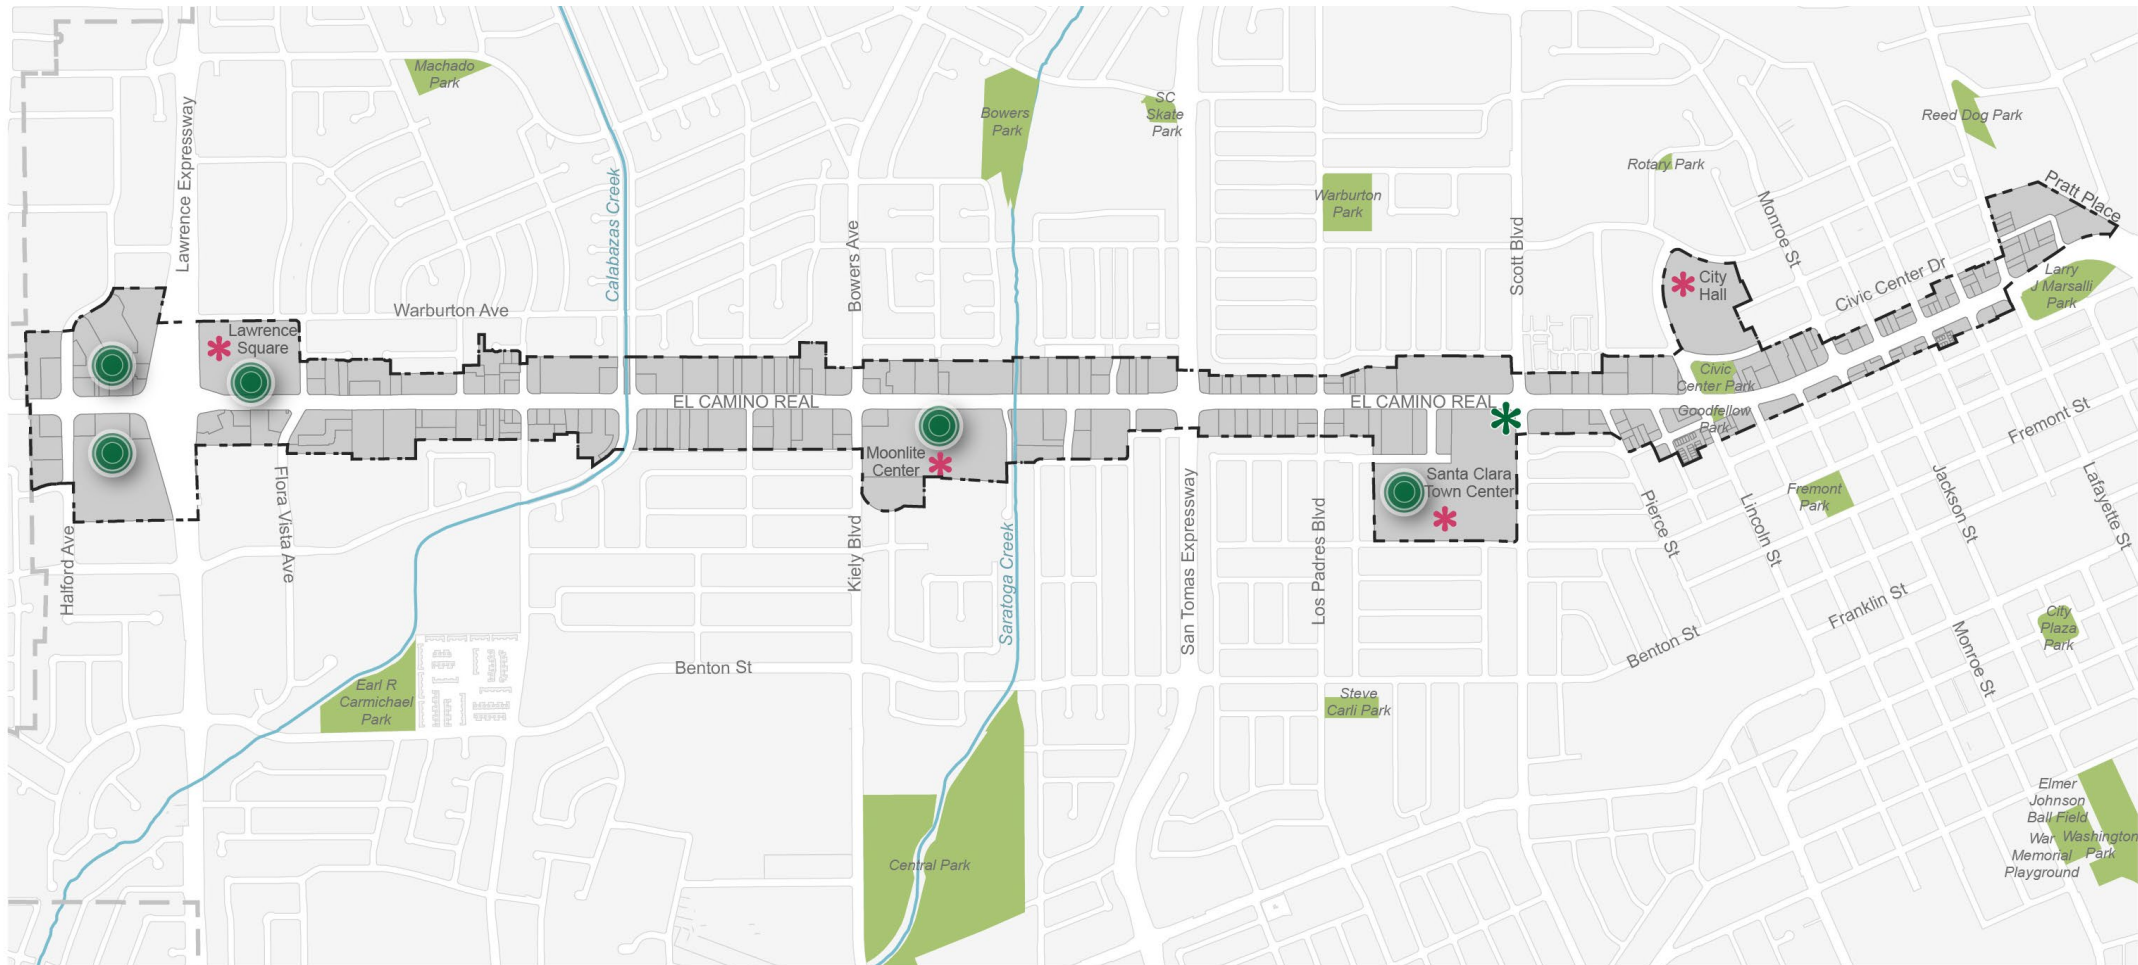 Machado
Park
Bowers
Park
SC
Skate
Park
Reed Dog Park
Rotary Park
Warburton
Park
Pratt Place
Lawrence Expressway
Calabazas Creek
Bowers Ave
Scott Blvd
Monroe St
City
Hall
Civic Center Dr
Larry
J Marsalli
Park
Warburton Ave
Lawrence
Square
EL CAMINO REAL
EL CAMINO REAL
Civic
Center Park
Goodfellow
Park
Fremont St
Moonlite
Center
Santa Clara
Town Center
Halford Ave
Flora Vista Ave
Kiely Blvd
Saratoga Creek
San Tomas Expressway
Los Padres Blvd
Pierce St
Lincoln St
Fremont
Park
Jackson St
Lafayette St
Franklin St
Benton St
Benton St
Monroe St
City
Plaza
Park
Earl R
Carmichael
Park
Steve
Carli Park
Central Park
Elmer
Johnson
Ball Field
War
Memorial
Playground
Washington
Park